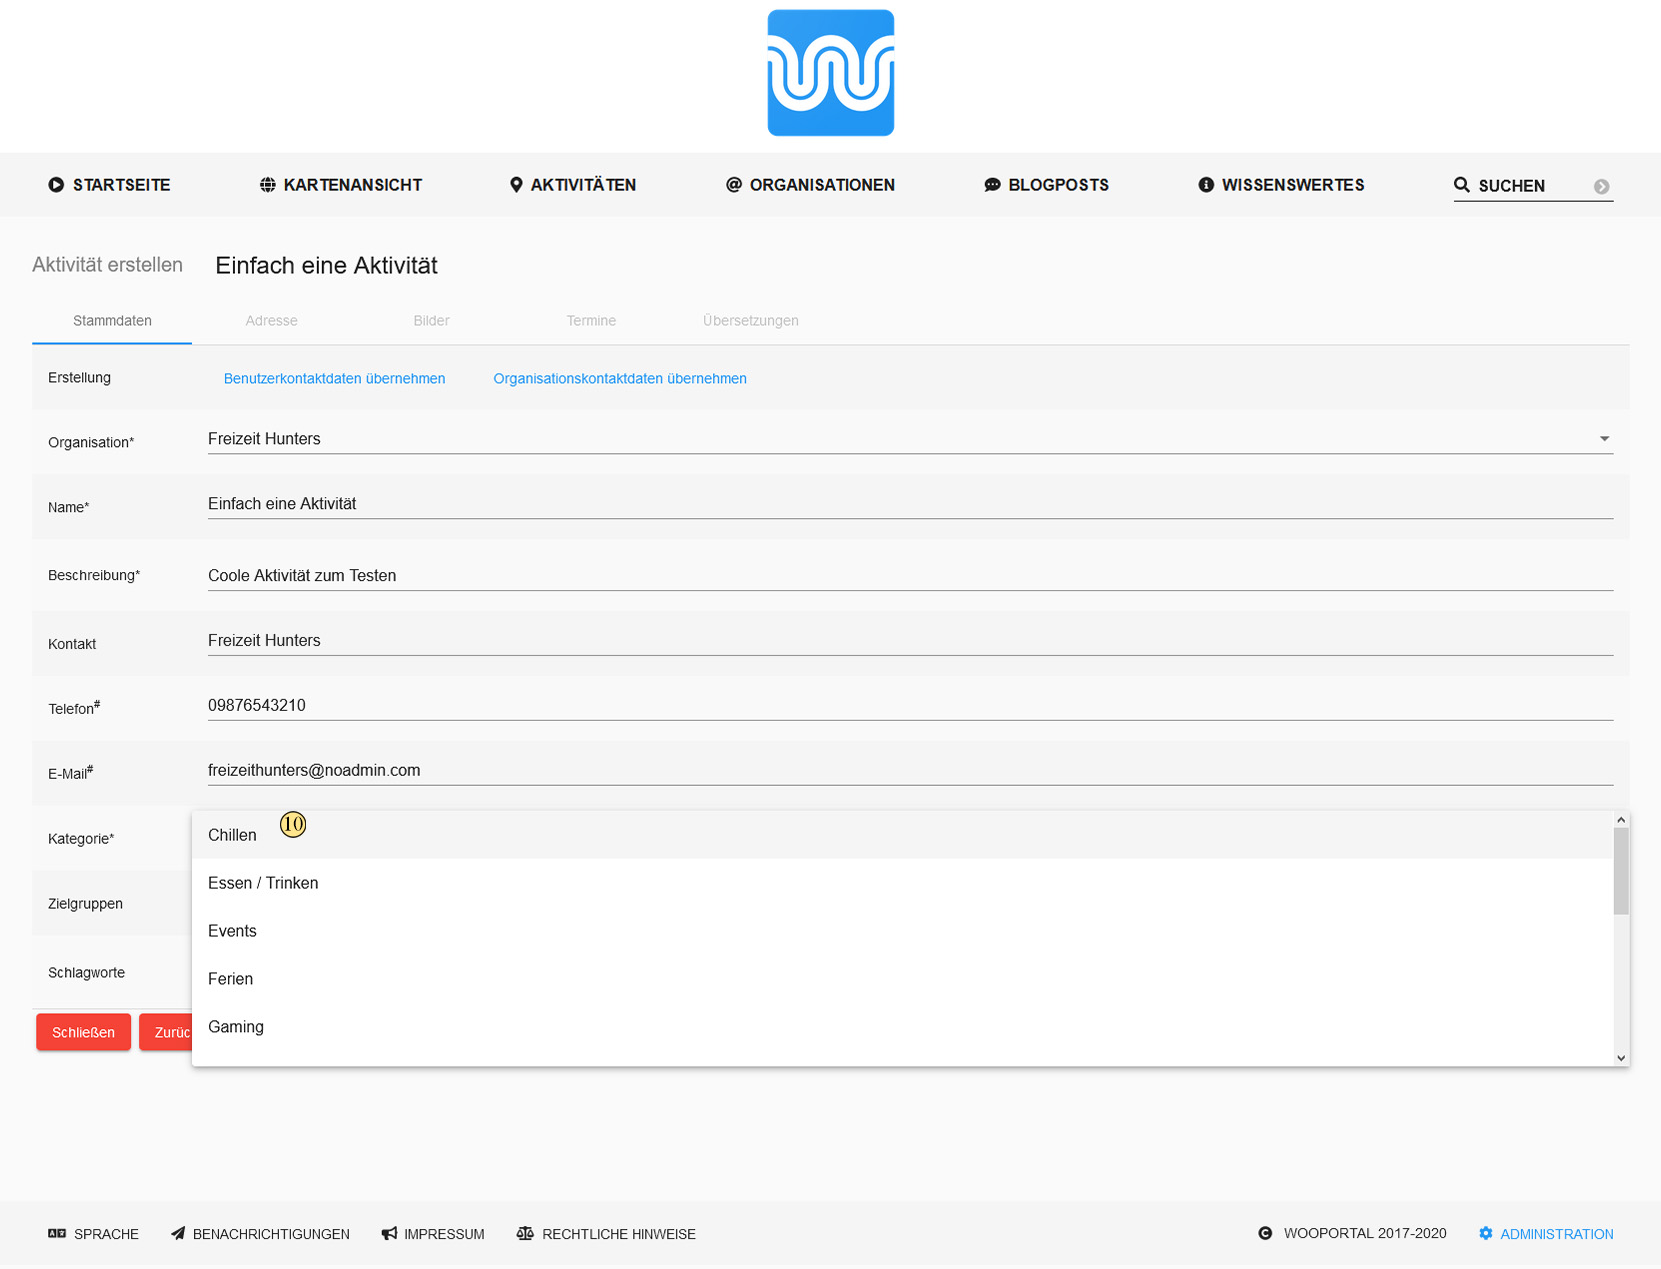 STARTSEITE KARTENANSICHT AKTIVITÄTEN ORGANISATIONEN BLOGPOSTS WISSENSWERTES SUCHEN
Aktivität erstellen Einfach eine Aktivität
Stammdaten Adresse Bilder Termine Übersetzungen
Erstellung Benutzerkontaktdaten übernehmen Organisationskontaktdaten übernehmen
Organisation* Freizeit Hunters
Name* Einfach eine Aktivität
Beschreibung* Coole Aktivität zum Testen
Kontakt Freizeit Hunters
Telefon# 09876543210
E-Mail# freizeithunters@noadmin.com
Kategorie* Chillen 10
Essen / Trinken
Zielgruppen
Events
Schlagworte
Ferien
Gaming
Schließen Zurüc
SPRACHE BENACHRICHTIGUNGEN IMPRESSUM RECHTLICHE HINWEISE WOOPORTAL 2017-2020 ADMINISTRATION